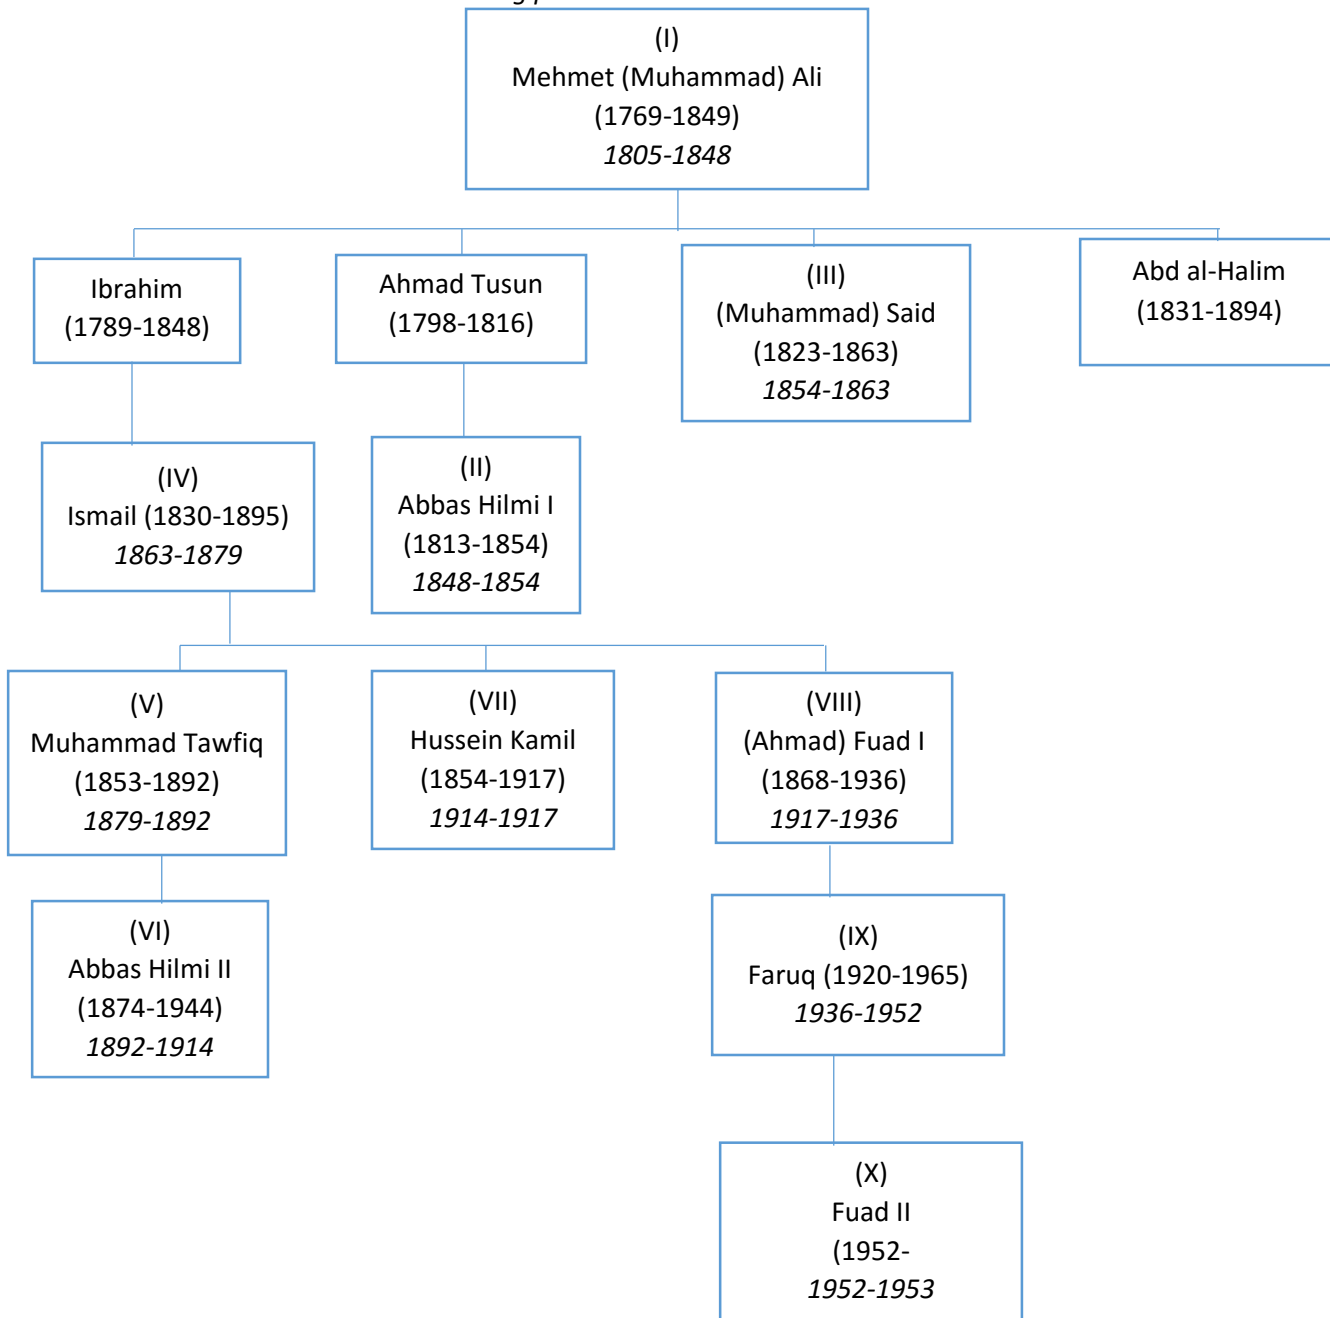 (I)
Mehmet (Muhammad) Ali
(1769-1849)
1805-1848
Ibrahim
(1789-1848)
Ahmad Tusun
(1798-1816)
(III)
(Muhammad) Said
(1823-1863)
1854-1863
Abd al-Halim
(1831-1894)
(IV)
Ismail (1830-1895)
1863-1879
(II)
Abbas Hilmi I
(1813-1854)
1848-1854
(V)
Muhammad Tawfiq
(1853-1892)
1879-1892
(VII)
Hussein Kamil
(1854-1917)
1914-1917
(VIII)
(Ahmad) Fuad I
(1868-1936)
1917-1936
(VI)
Abbas Hilmi II
(1874-1944)
1892-1914
(IX)
Faruq (1920-1965)
1936-1952
(X)
Fuad II
(1952-
1952-1953